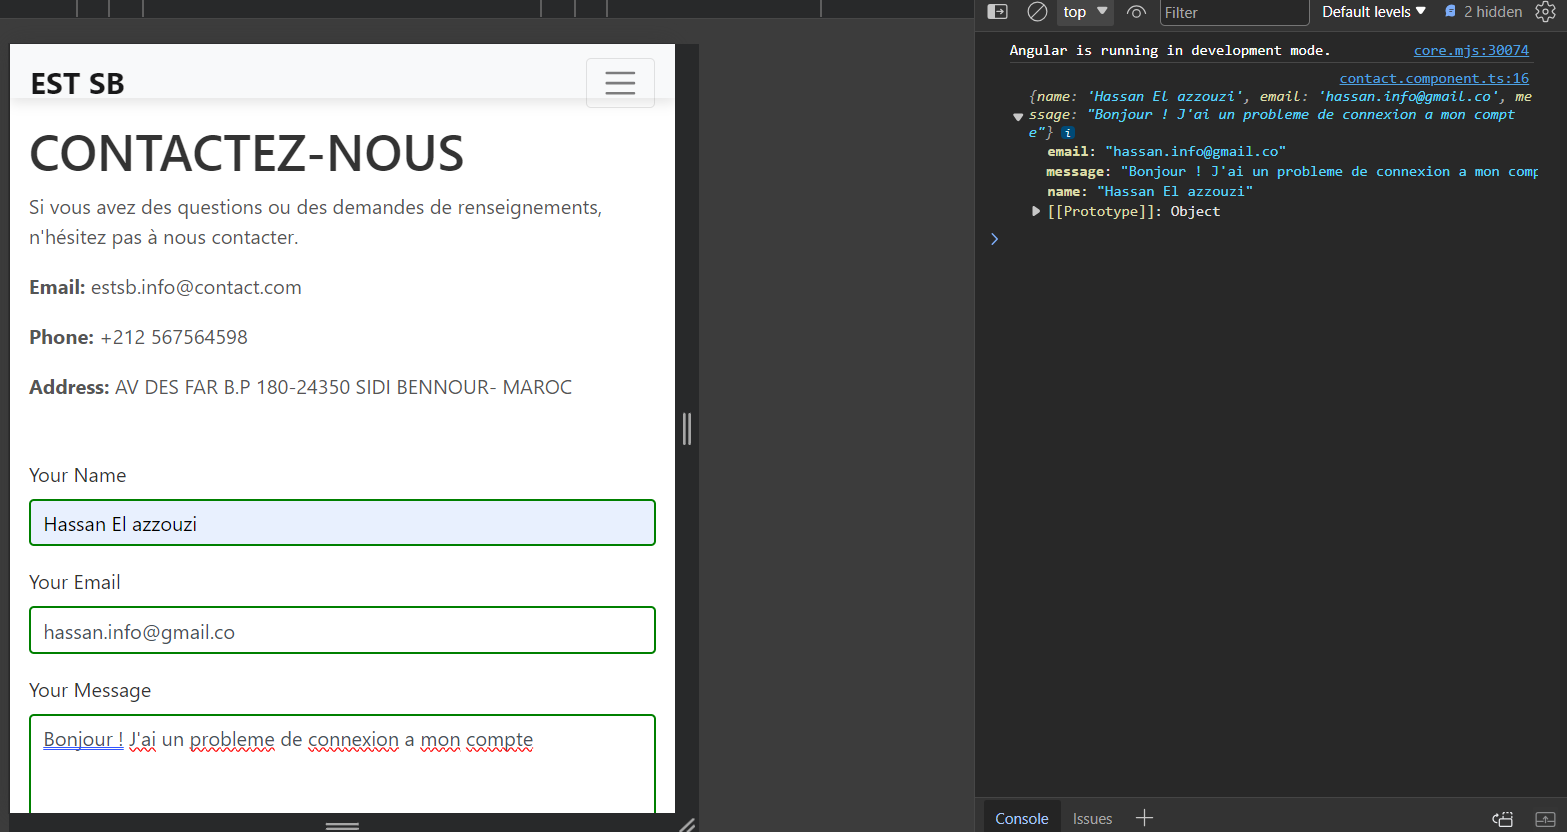 EST SB
CONTACTEZ-NOUS
Si vous avez des questions ou des demandes de renseignements,
n'hésitez pas à nous contacter.
Email: estsb.info@contact.com
Phone: +212 567564598
Address: AV DES FAR B.P 180-24350 SIDI BENNOUR- MAROC
Your Name
Hassan El azzouzi
Your Email
hassan.info@gmail.co
Your Message
Bonjour ! J'ai un probleme de connexion a mon compte
top Filter Default levels 2 hidden
Angular is running in development mode. core.mjs:30074
contact.component.ts:16
{name: 'Hassan El azzouzi', email: 'hassan.info@gmail.co', me
ssage: "Bonjour ! J'ai un probleme de connexion a mon compt
e"} i
email: "hassan.info@gmail.co"
message: "Bonjour ! J'ai un probleme de connexion a mon comp
name: "Hassan El azzouzi"
[[Prototype]]: Object
Console Issues